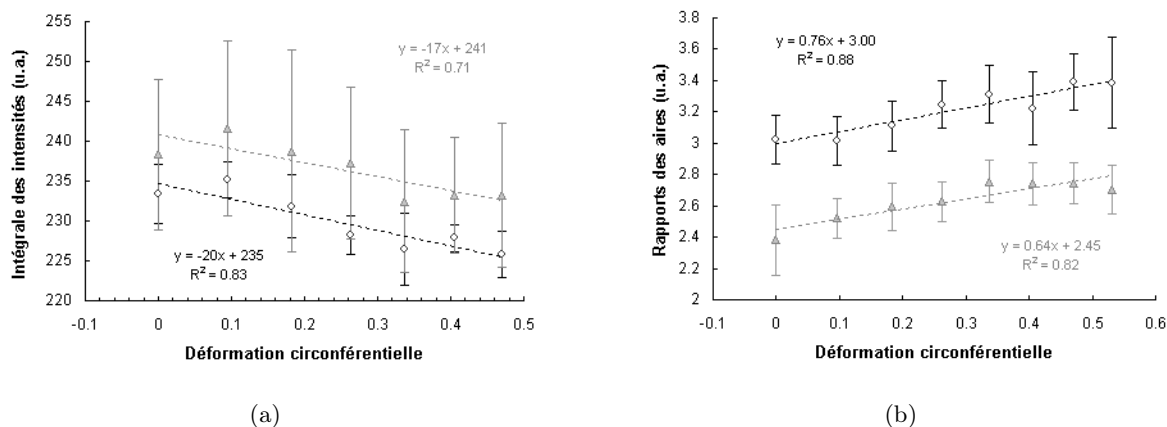 255
250
245
240
235
230
225
220
Intégrale des intensités (u.a.)
y = -17x + 241
R² = 0.71
y = -20x + 235
R² = 0.83
-0.1 0 0.1 0.2 0.3 0.4 0.5
Déformation circonférentielle
(a)
3.8
3.6
3.4
3.2
3
2.8
2.6
2.4
2.2
2
Rapports des aires (u.a.)
y = 0.76x + 3.00
R² = 0.88
y = 0.64x + 2.45
R² = 0.82
-0.1 0 0.1 0.2 0.3 0.4 0.5 0.6
Déformation circonférentielle
(b)